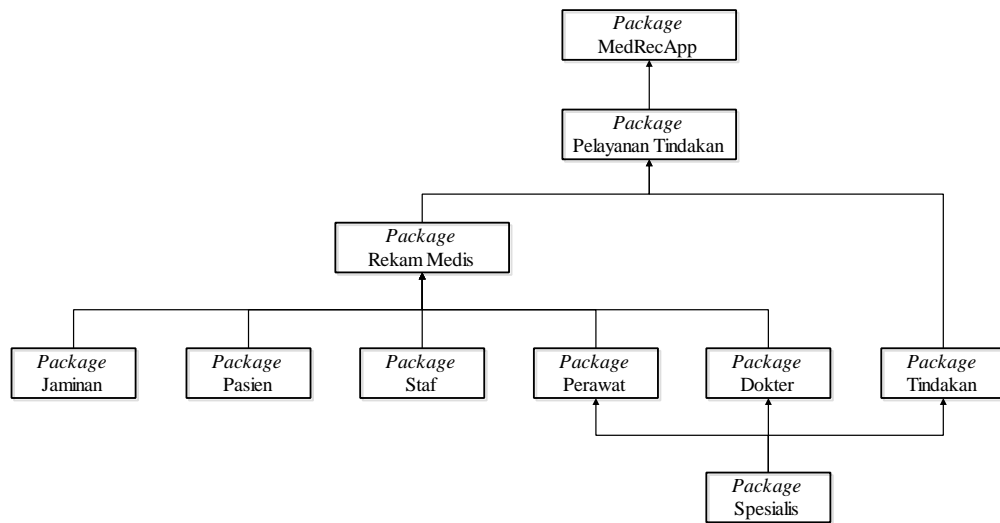 Package
MedRecApp
Package
Pelayanan Tindakan
Package
Rekam Medis
Package
Jaminan
Package
Pasien
Package
Staf
Package
Perawat
Package
Dokter
Package
Tindakan
Package
Spesialis